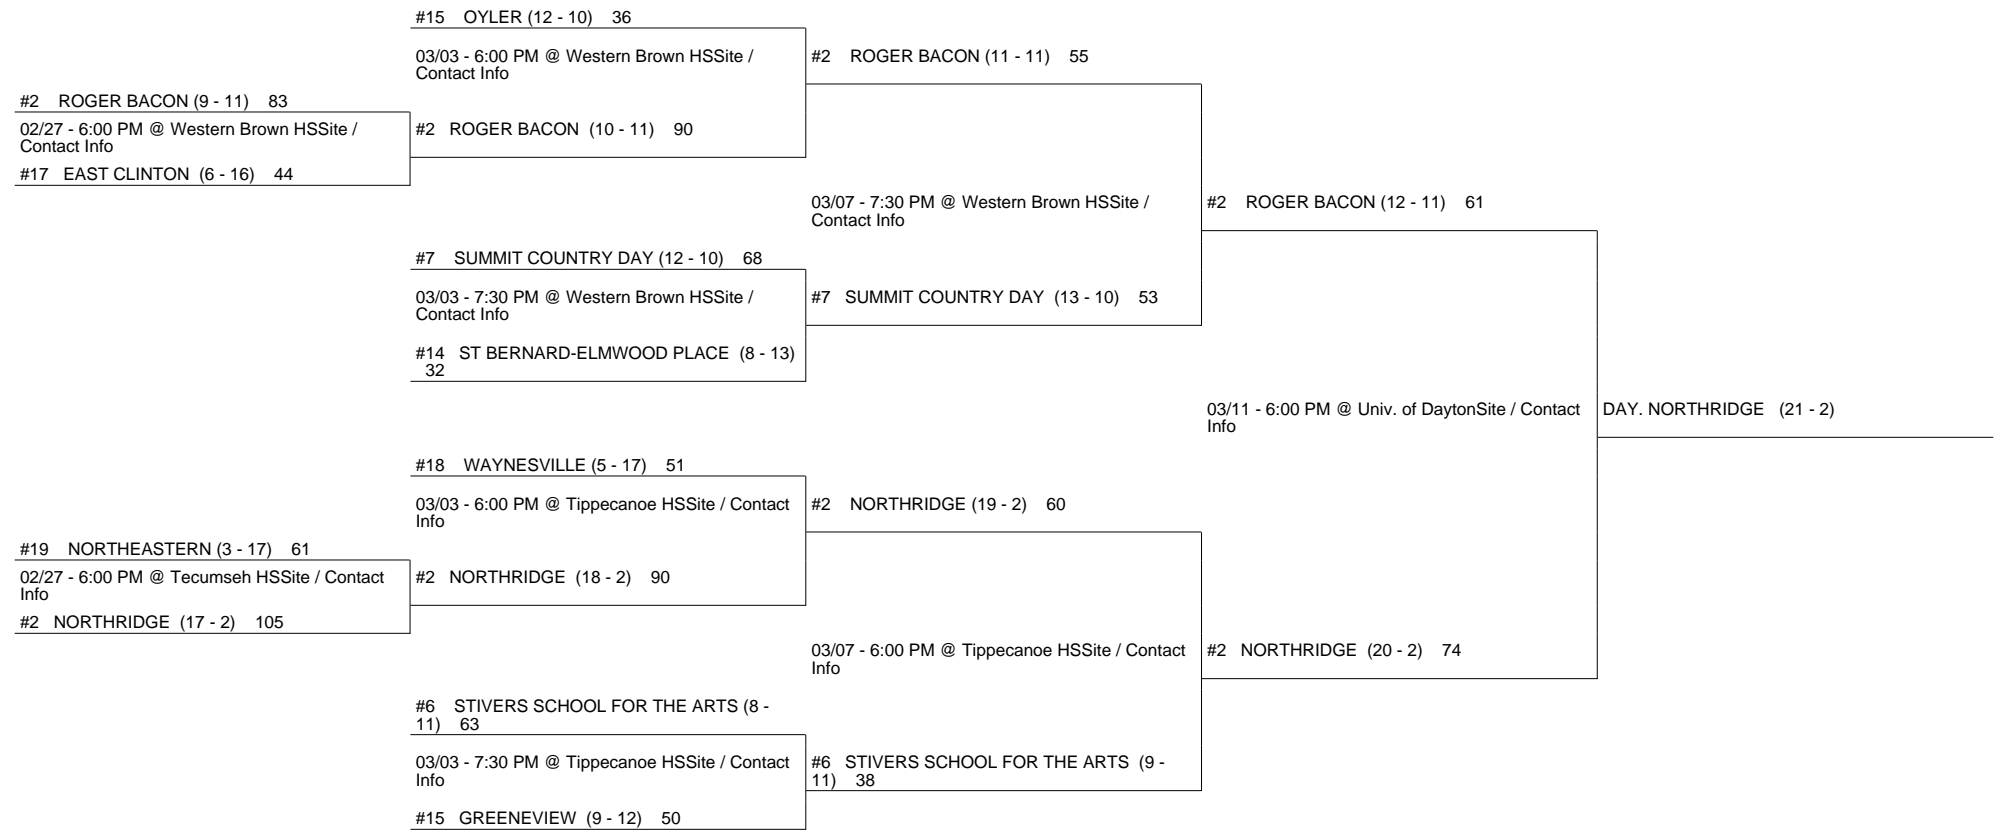 #15 OYLER (12 - 10) 36
03/03 - 6:00 PM @ Western Brown HSSite /
Contact Info
#2 ROGER BACON (11 - 11) 55
#2 ROGER BACON (9 - 11) 83
02/27 - 6:00 PM @ Western Brown HSSite /
Contact Info
#2 ROGER BACON (10 - 11) 90
#17 EAST CLINTON (6 - 16) 44
03/07 - 7:30 PM @ Western Brown HSSite /
Contact Info
#2 ROGER BACON (12 - 11) 61
#7 SUMMIT COUNTRY DAY (12 - 10) 68
03/03 - 7:30 PM @ Western Brown HSSite /
Contact Info
#7 SUMMIT COUNTRY DAY (13 - 10) 53
#14 ST BERNARD-ELMWOOD PLACE (8 - 13)
32
03/11 - 6:00 PM @ Univ. of DaytonSite / Contact
Info
DAY. NORTHRIDGE (21 - 2)
#18 WAYNESVILLE (5 - 17) 51
03/03 - 6:00 PM @ Tippecanoe HSSite / Contact
Info
#2 NORTHRIDGE (19 - 2) 60
#19 NORTHEASTERN (3 - 17) 61
02/27 - 6:00 PM @ Tecumseh HSSite / Contact
Info
#2 NORTHRIDGE (18 - 2) 90
#2 NORTHRIDGE (17 - 2) 105
03/07 - 6:00 PM @ Tippecanoe HSSite / Contact
Info
#2 NORTHRIDGE (20 - 2) 74
#6 STIVERS SCHOOL FOR THE ARTS (8 -
11) 63
03/03 - 7:30 PM @ Tippecanoe HSSite / Contact
Info
#6 STIVERS SCHOOL FOR THE ARTS (9 -
11) 38
#15 GREENEVIEW (9 - 12) 50